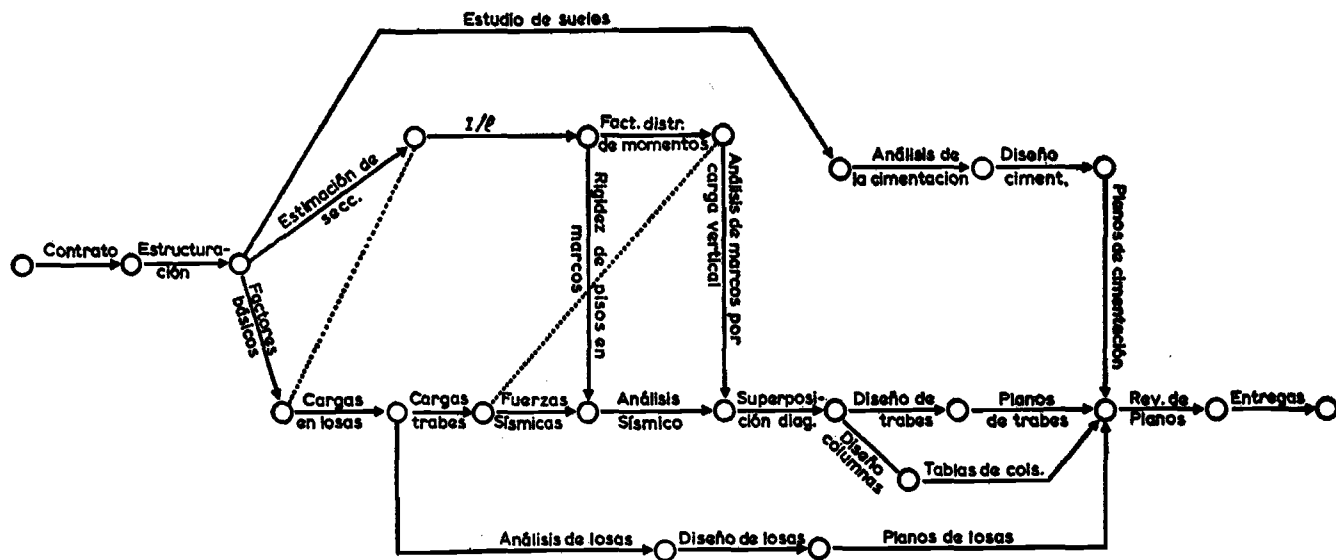 Estudio de suelos
I/ℓ
Fact. distr.
de momentos
Estimación de
secc.
Análisis de
la cimentacion
Diseño
ciment,
Contrato
Estructura-
ción
Factores
básicos
Rigidez de pisos en
marcos
Análisis de marcos por
carga vertical
Planos de cimentación
Cargas
en losas
Cargas
trabes
Fuerzas
Sísmicas
Análisis
Sísmico
Superposi-
ción diag.
Diseño de
trabes
Planos
de trabes
Rev. de
Planos
Entregas
Diseño
columnas
Tablas de cols.
Análisis de losas
Diseño de losas
Planos de losas